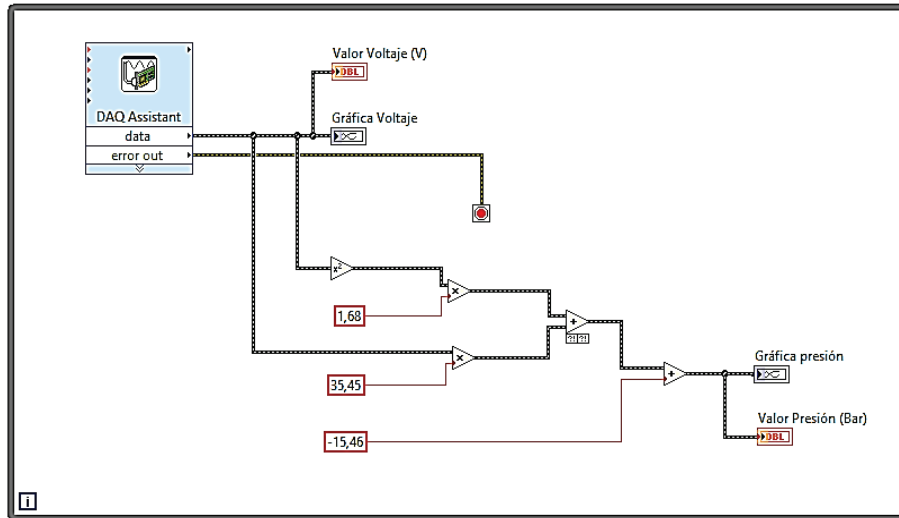 Valor Voltaje (V)
DBL
DAQ Assistant
data
error out
Gráfica Voltaje
x²
1,68
x
+
?! ?!
35,45
x
+
Gráfica presión
-15,46
Valor Presión (Bar)
DBL
i